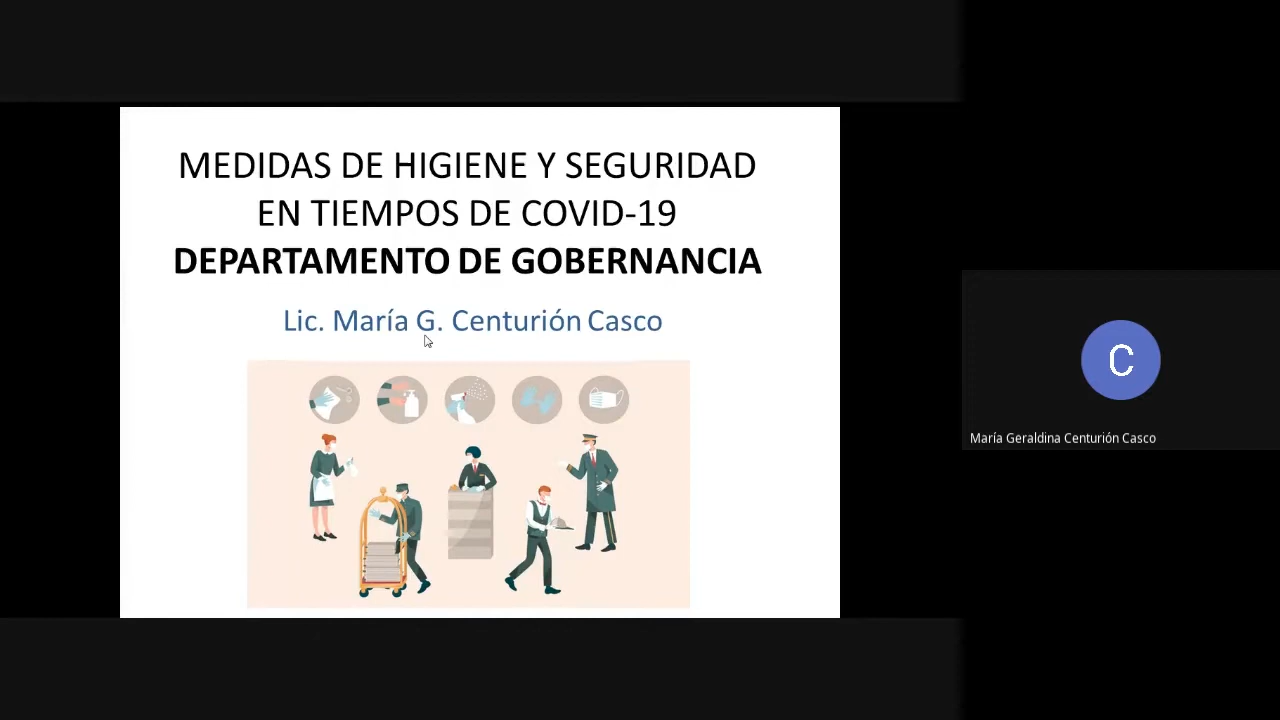 MEDIDAS DE HIGIENE Y SEGURIDAD
EN TIEMPOS DE COVID-19
DEPARTAMENTO DE GOBERNANCIA
Lic. María G. Centurión Casco
C
María Geraldina Centurión Casco